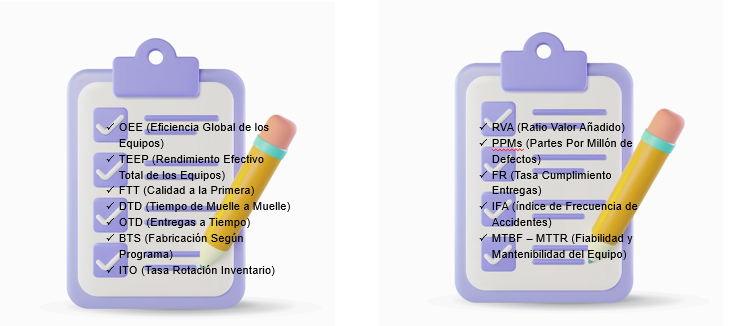 ✓ OEE (Eficiencia Global de los
Equipos)
✓ TEEP (Rendimiento Efectivo
Total de los Equipos)
✓ FTT (Calidad a la Primera)
✓ DTD (Tiempo de Muelle a Muelle)
✓ OTD (Entregas a Tiempo)
✓ BTS (Fabricación Según
Programa)
✓ ITO (Tasa Rotación Inventario)
✓ RVA (Ratio Valor Añadido)
✓ PPMs (Partes Por Millón de
Defectos)
✓ FR (Tasa Cumplimiento
Entregas)
✓ IFA (Índice de Frecuencia de
Accidentes)
✓ MTBF – MTTR (Fiabilidad y
Mantenibilidad del Equipo)